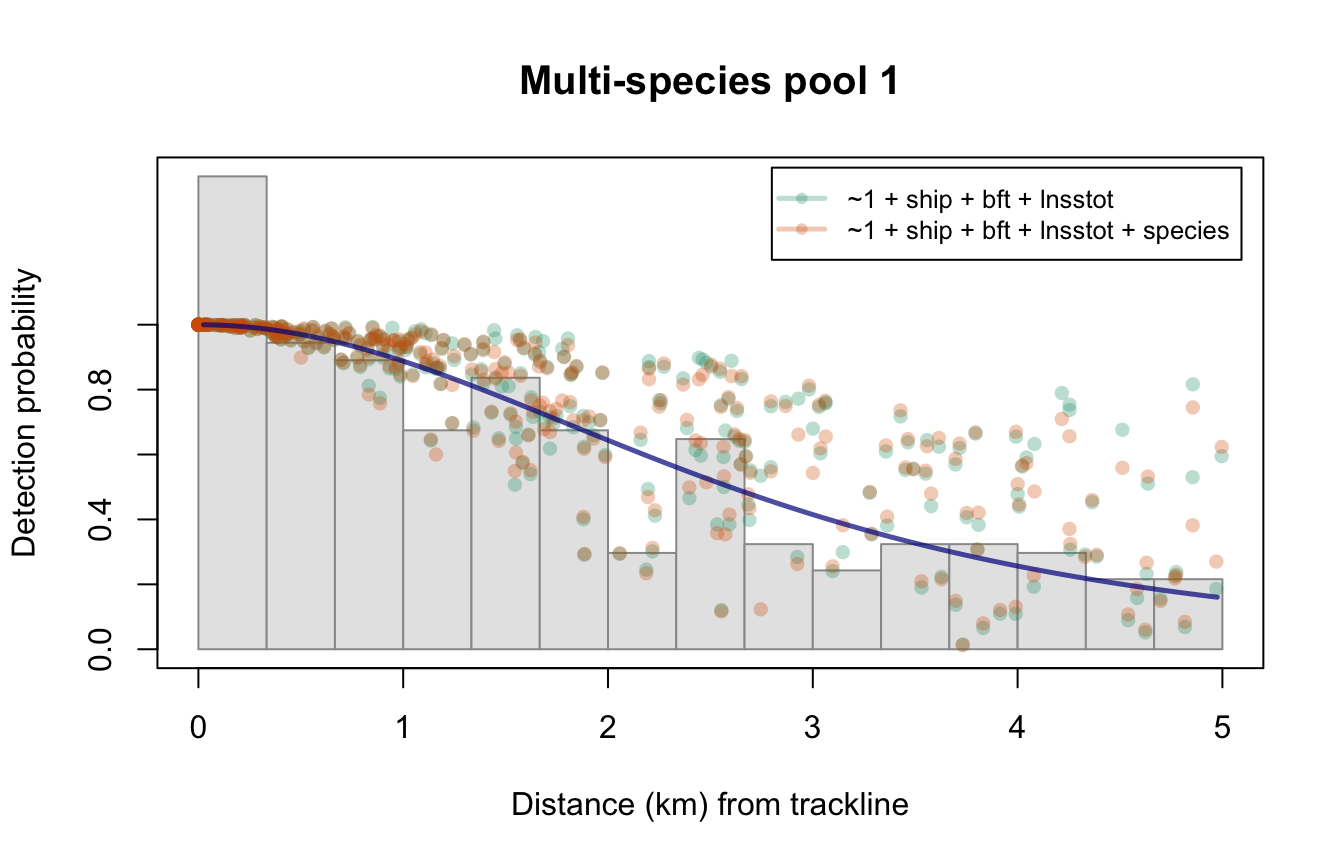 Multi-species pool 1
~1 + ship + bft + lnsstot
~1 + ship + bft + lnsstot + species
Detection probability
0.8
0.4
0.0
0 1 2 3 4 5
Distance (km) from trackline